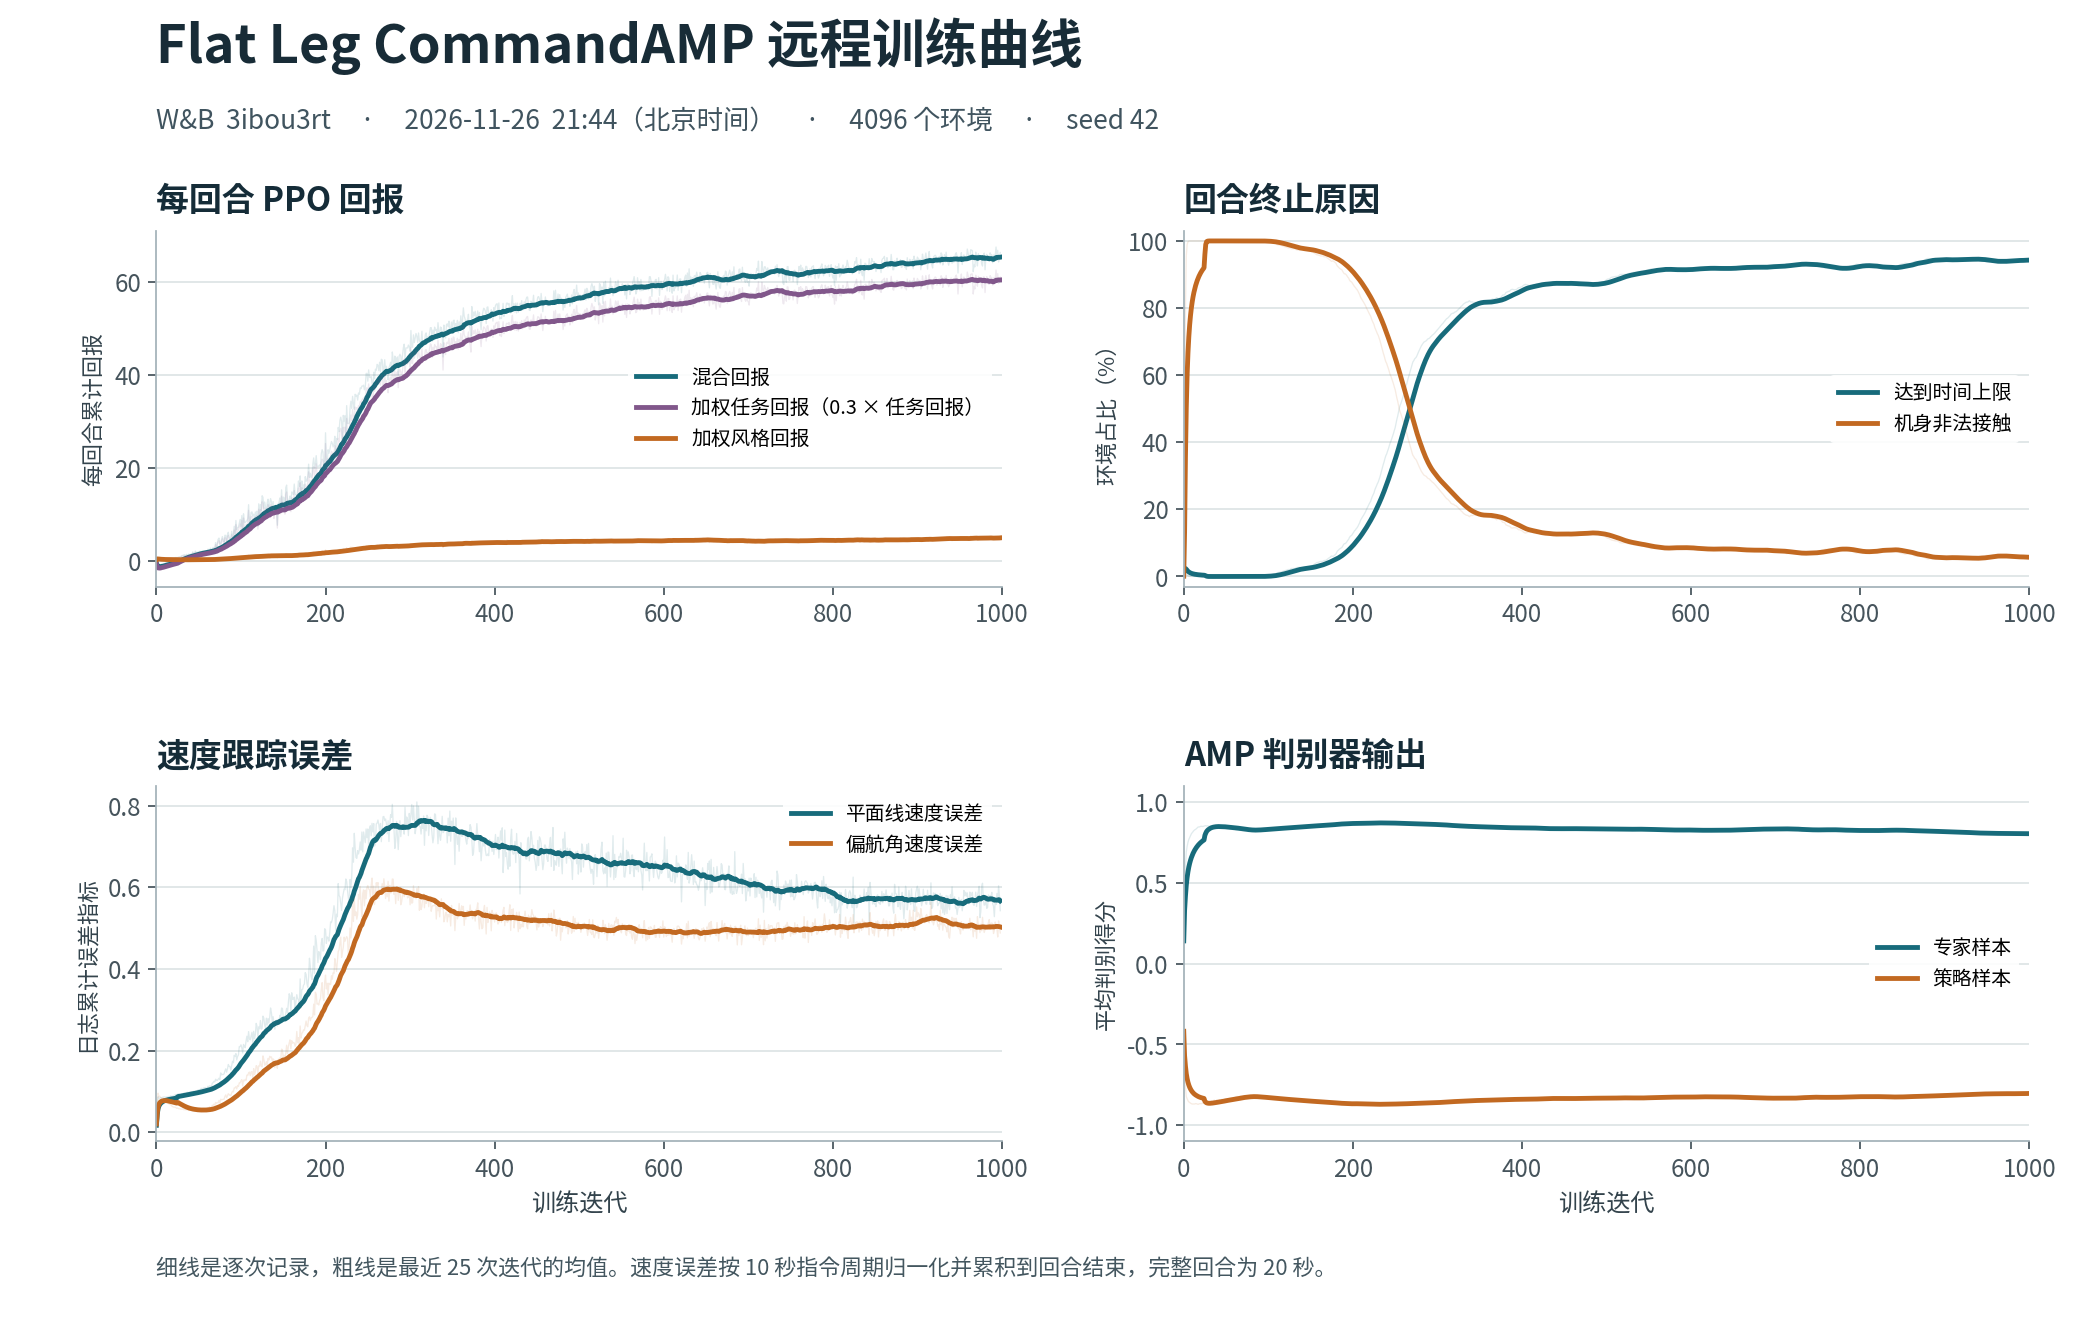 Flat Leg CommandAMP 远程训练曲线
W&B 3ibou3rt · 2026-11-26 21:44（北京时间） · 4096 个环境 · seed 42
每回合 PPO 回报
每回合累计回报
60
40
20
0
混合回报
加权任务回报（0.3 × 任务回报）
加权风格回报
0 200 400 600 800 1000
回合终止原因
环境占比（%）
100
80
60
40
20
0
达到时间上限
机身非法接触
0 200 400 600 800 1000
速度跟踪误差
日志累计误差指标
0.8
0.6
0.4
0.2
0.0
平面线速度误差
偏航角速度误差
0 200 400 600 800 1000
训练迭代
AMP 判别器输出
平均判别得分
1.0
0.5
0.0
-0.5
-1.0
专家样本
策略样本
0 200 400 600 800 1000
训练迭代
细线是逐次记录，粗线是最近 25 次迭代的均值。速度误差按 10 秒指令周期归一化并累积到回合结束，完整回合为 20 秒。